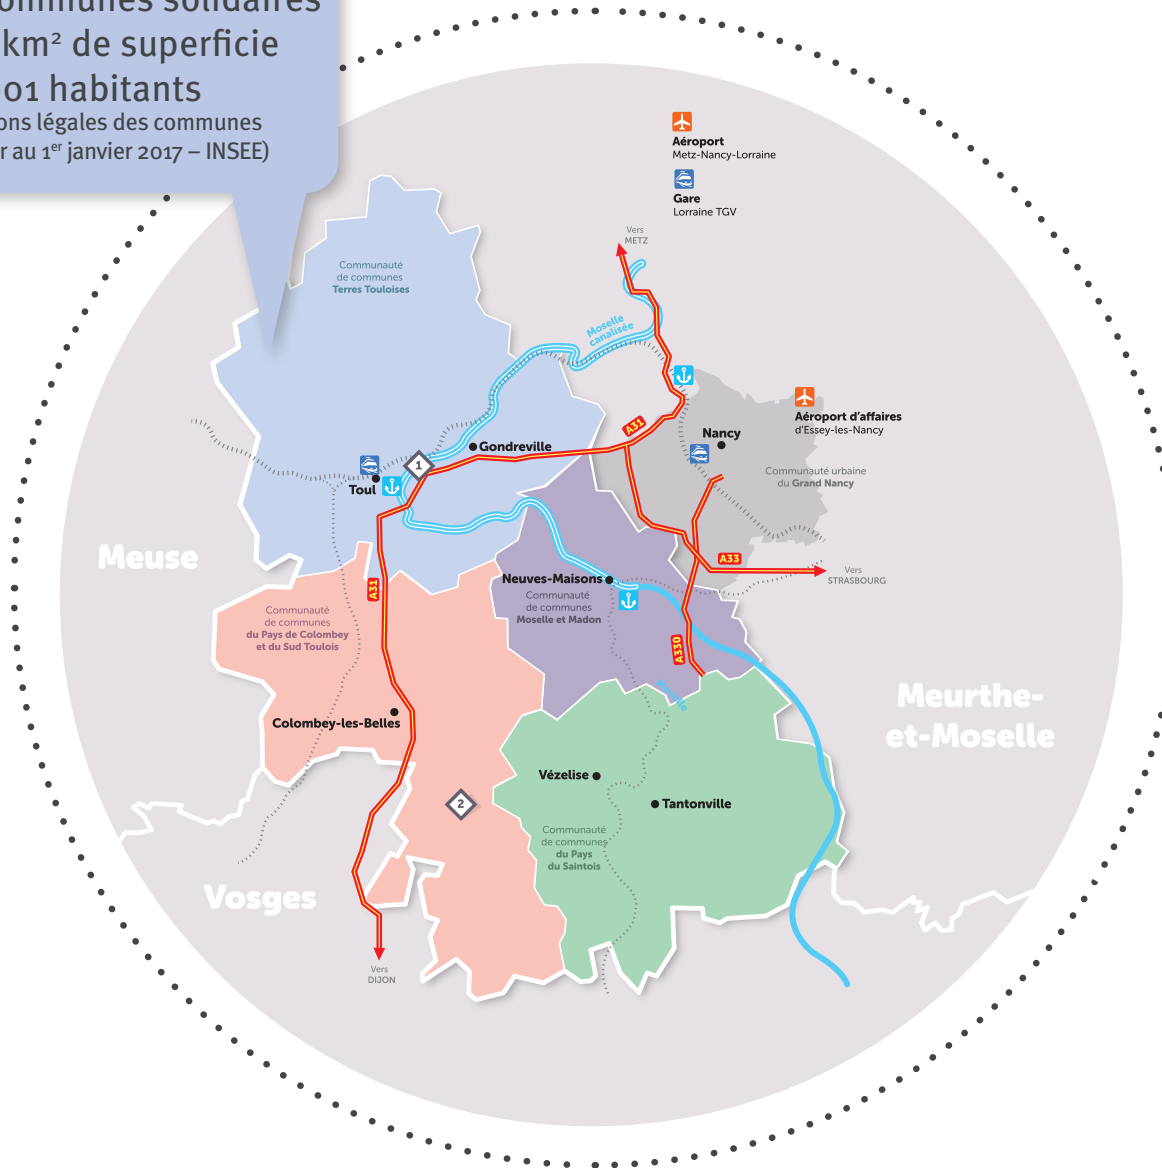 ommunes solidaires
km² de superficie
001 habitants
ons légales des communes
r au 1er janvier 2017 – INSEE)
Aéroport
Metz-Nancy-Lorraine
Gare
Lorraine TGV
Vers
METZ
Communauté
de communes
Terres Touloises
Moselle
canalisée
Aéroport d'affaires
d'Essey-les-Nancy
A31
Nancy
Gondreville
1
Toul
Communauté urbaine
du Grand Nancy
Meuse
A33
Vers
STRASBOURG
A31
Neuves-Maisons
Communauté
de communes
Moselle et Madon
Communauté
de communes
du Pays de Colombey
et du Sud Toulois
A330
Moselle
Meurthe-
et-Moselle
Colombey-les-Belles
Vézelise
2
Tantonville
Communauté
de communes
du Pays
du Saintois
Vosges
Vers
DIJON